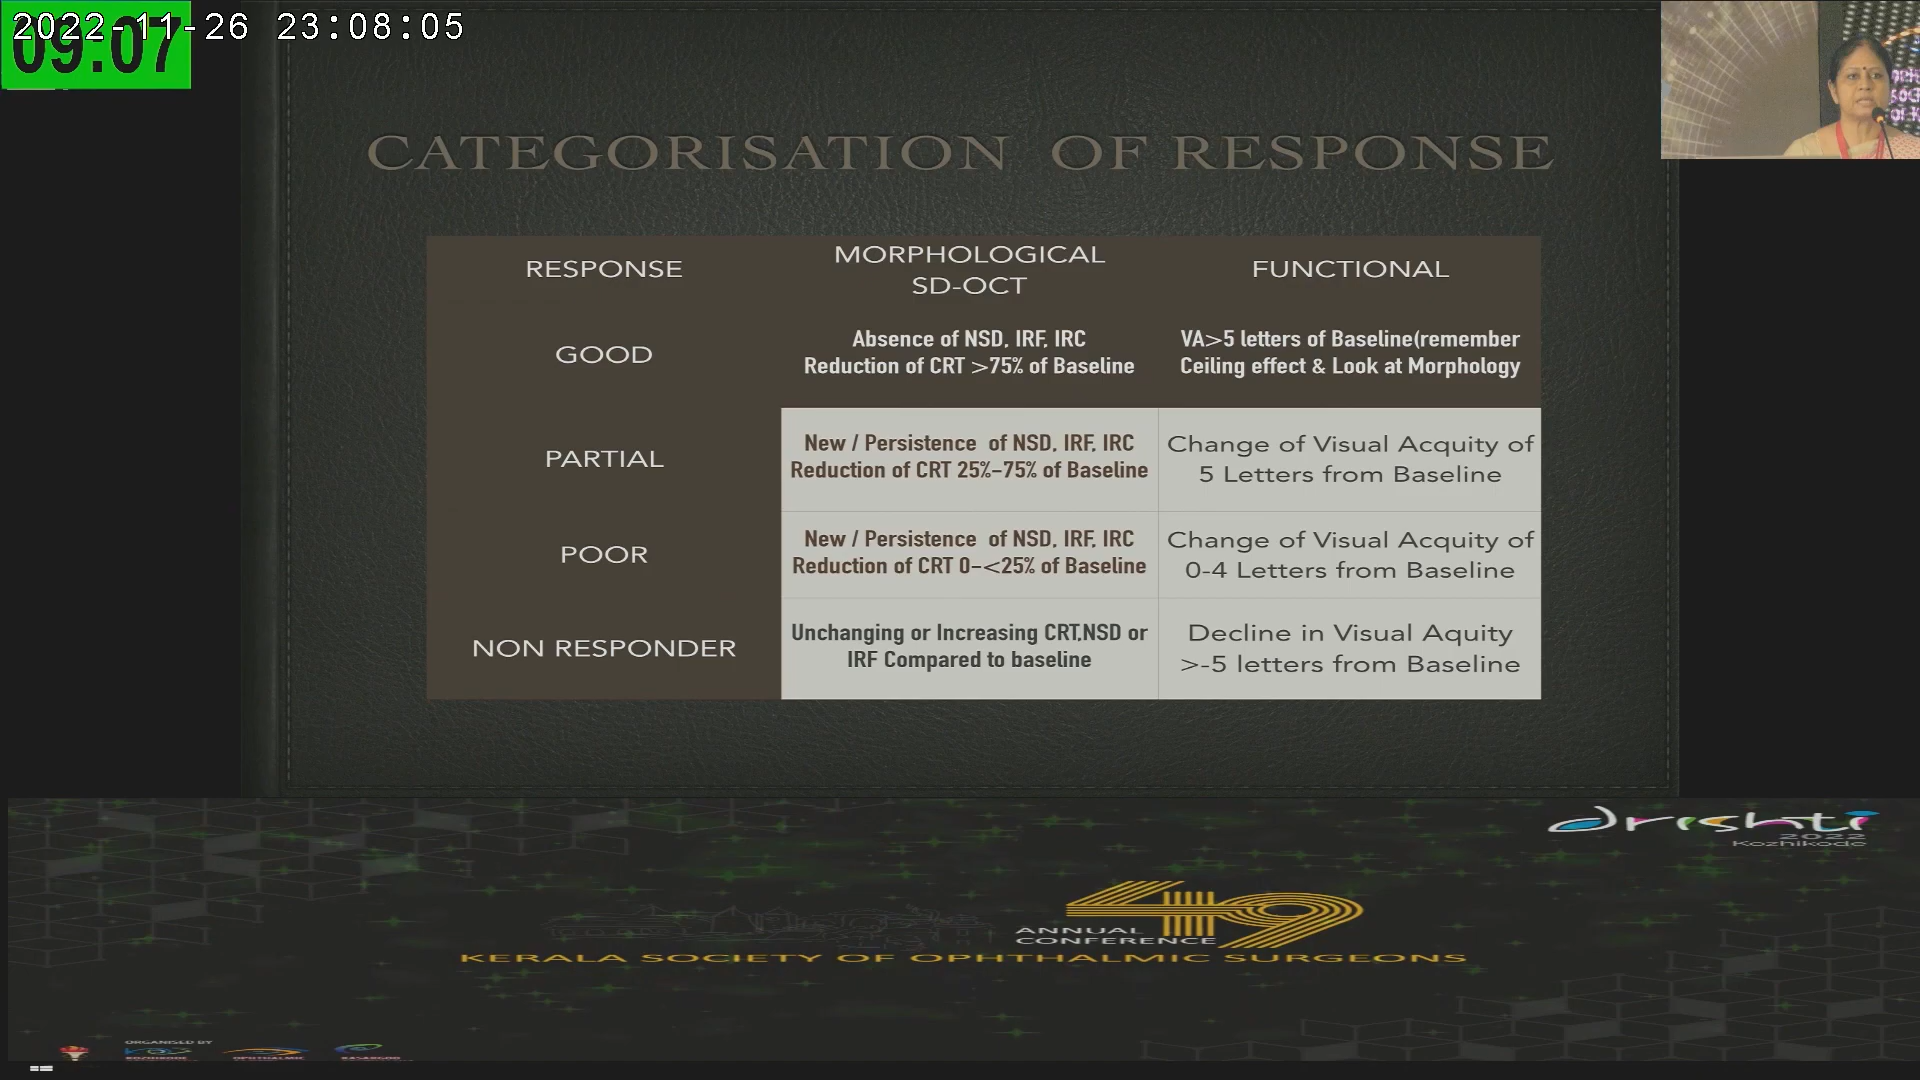 2022-11-26 23:08:05
09:07
CATEGORISATION OF RESPONSE
RESPONSE
MORPHOLOGICAL
SD-OCT
FUNCTIONAL
GOOD
Absence of NSD, IRF, IRC
Reduction of CRT >75% of Baseline
VA>5 letters of Baseline(remember
Ceiling effect & Look at Morphology
PARTIAL
New / Persistence of NSD, IRF, IRC
Reduction of CRT 25%-75% of Baseline
Change of Visual Acquity of
5 Letters from Baseline
POOR
New / Persistence of NSD, IRF, IRC
Reduction of CRT 0-<25% of Baseline
Change of Visual Acquity of
0-4 Letters from Baseline
NON RESPONDER
Unchanging or Increasing CRT,NSD or
IRF Compared to baseline
Decline in Visual Aquity
>-5 letters from Baseline
drishti
2022
Kozhikode
49
ANNUAL
CONFERENCE
KERALA SOCIETY OF OPHTHALMIC SURGEONS
ORGANISED BY